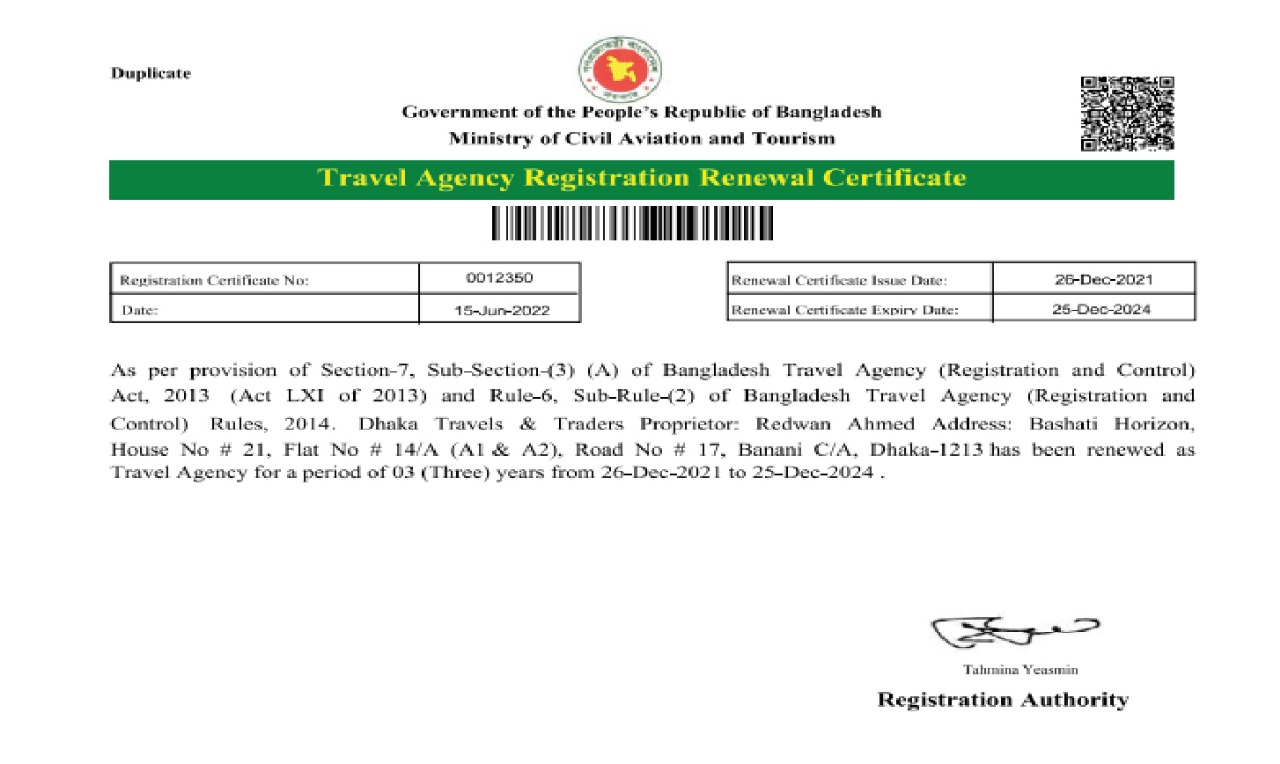 Duplicate
Government of the People's Republic of Bangladesh
Ministry of Civil Aviation and Tourism
Travel Agency Registration Renewal Certificate
Registration Certificate No: 0012350
Date: 15-Jun-2022
Renewal Certificate Issue Date: 26-Dec-2021
Renewal Certificate Expiry Date: 25-Dec-2024
As per provision of Section-7, Sub-Section-(3) (A) of Bangladesh Travel Agency (Registration and Control)
Act, 2013 (Act LXI of 2013) and Rule-6, Sub-Rule-(2) of Bangladesh Travel Agency (Registration and
Control) Rules, 2014. Dhaka Travels & Traders Proprietor: Redwan Ahmed Address: Bashati Horizon,
House No # 21, Flat No # 14/A (A1 & A2), Road No # 17, Banani C/A, Dhaka-1213 has been renewed as
Travel Agency for a period of 03 (Three) years from 26-Dec-2021 to 25-Dec-2024 .
Tahmina Yeasmin
Registration Authority